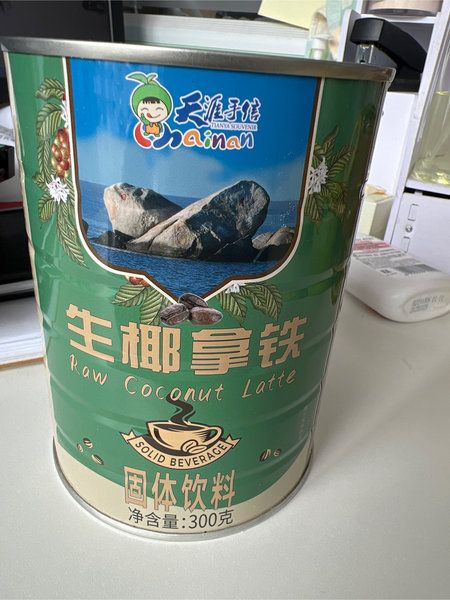 天涯手信
TIANYA SOUVENIR
Hainan
生椰拿铁
Raw Coconut Latte
SOLID BEVERAGE
固体饮料
净含量:300克